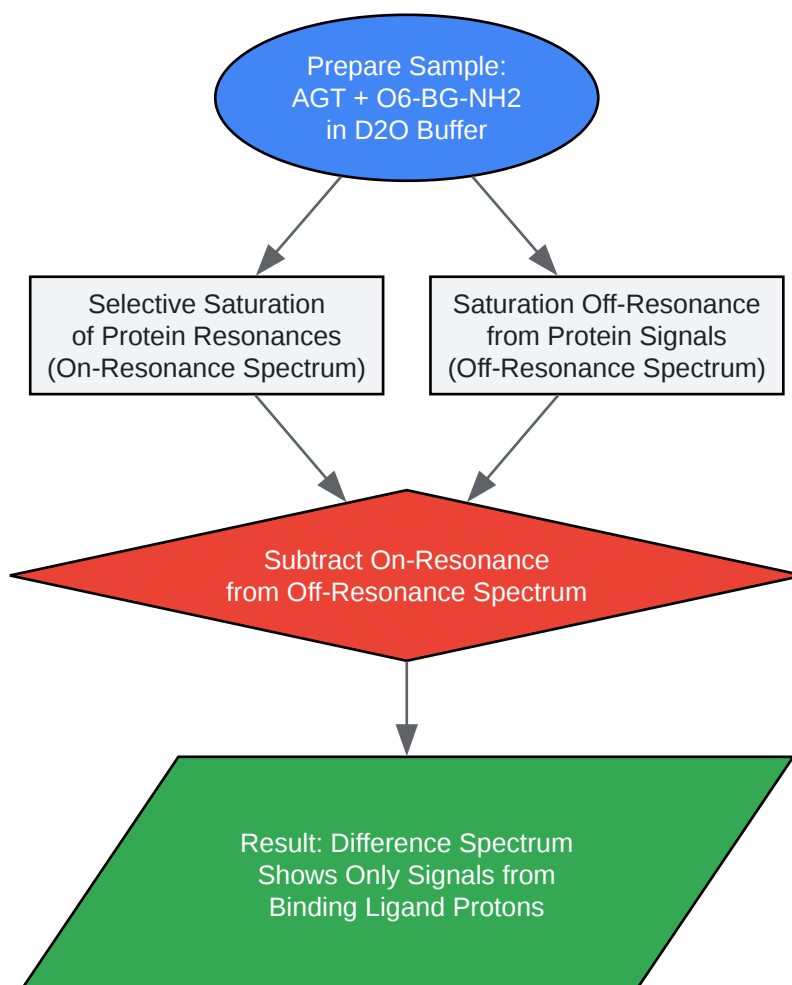 Prepare Sample:
AGT + O6-BG-NH2
in D2O Buffer
Selective Saturation
of Protein Resonances
(On-Resonance Spectrum)
Saturation Off-Resonance
from Protein Signals
(Off-Resonance Spectrum)
Subtract On-Resonance
from Off-Resonance Spectrum
Result: Difference Spectrum
Shows Only Signals from
Binding Ligand Protons